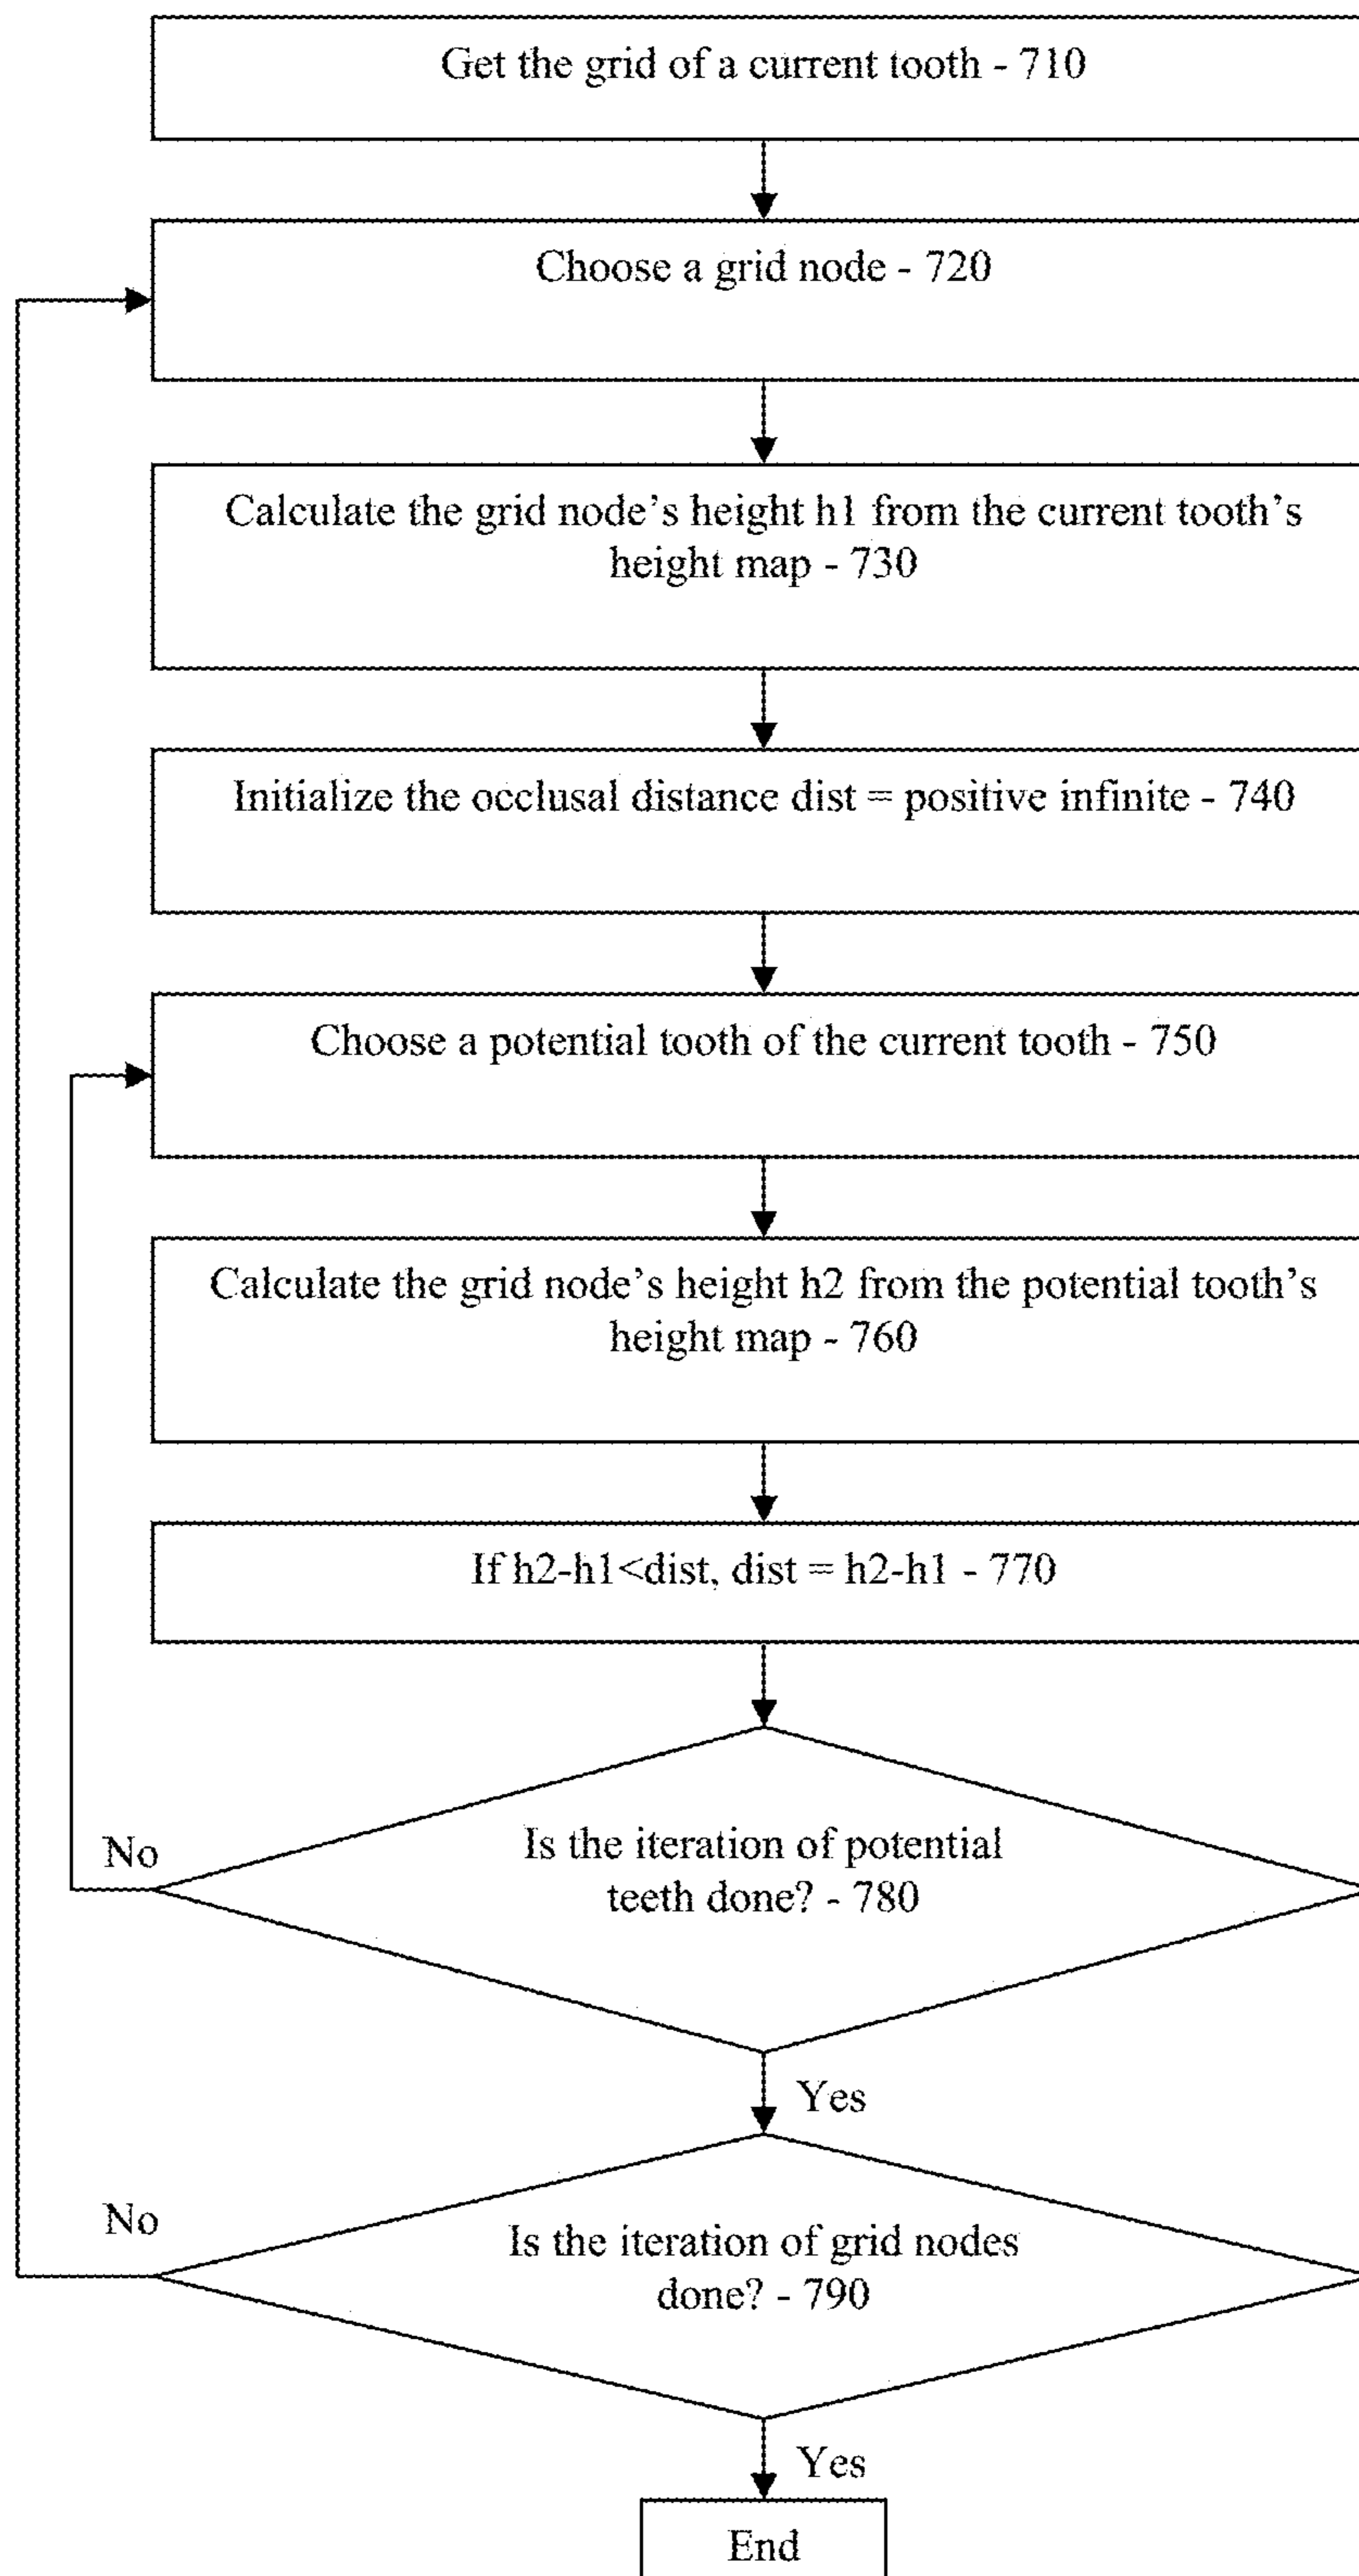 Get the grid of a current tooth - 710
Choose a grid node - 720
Calculate the grid node's height h1 from the current tooth's
height map - 730
Initialize the occlusal distance dist = positive infinite - 740
Choose a potential tooth of the current tooth - 750
Calculate the grid node's height h2 from the potential tooth's
height map - 760
If h2-h1<dist, dist = h2-h1 - 770
No
Is the iteration of potential
teeth done? - 780
Yes
No
Is the iteration of grid nodes
done? - 790
Yes
End